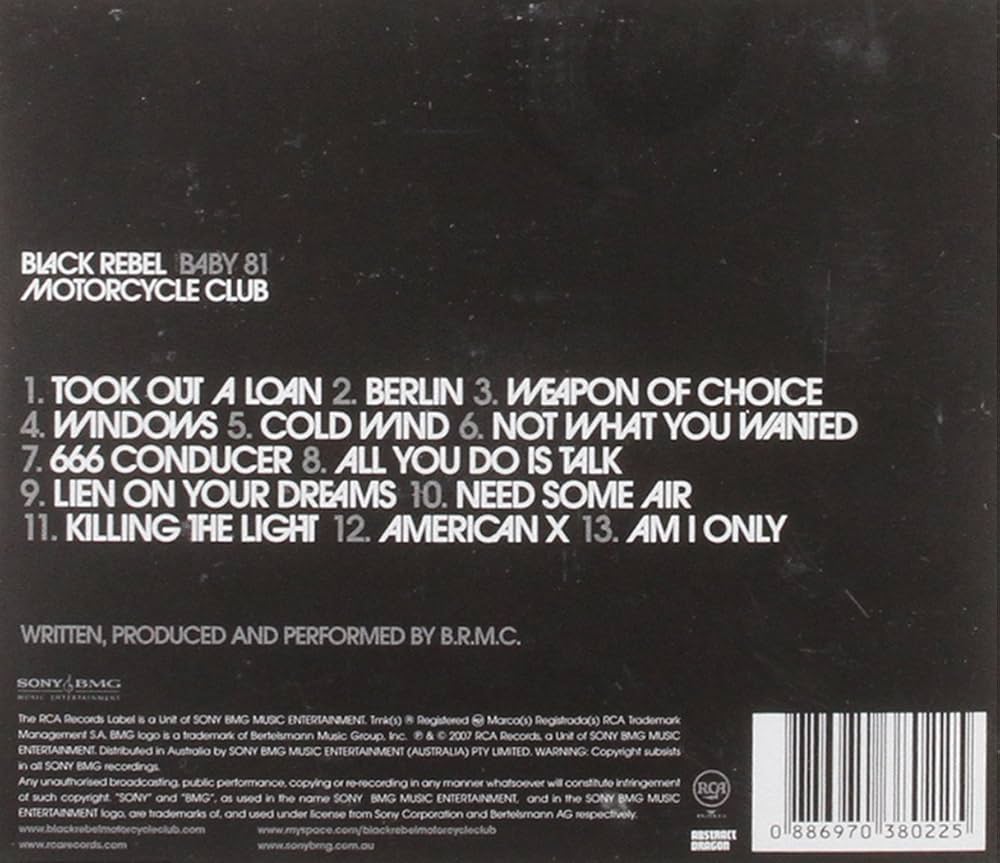 BLACK REBEL BABY 81
MOTORCYCLE CLUB
1. TOOK OUT A LOAN 2. BERLIN 3. WEAPON OF CHOICE
4. WINDOWS 5. COLD WIND 6. NOT WHAT YOU WANTED
7. 666 CONDUCER 8. ALL YOU DO IS TALK
9. LIEN ON YOUR DREAMS 10. NEED SOME AIR
11. KILLING THE LIGHT 12. AMERICAN X 13. AM I ONLY
WRITTEN, PRODUCED AND PERFORMED BY B.R.M.C.
SONY BMG
MUSIC ENTERTAINMENT
The RCA Records Label is a Unit of SONY BMG MUSIC ENTERTAINMENT. Tmk(s) ® Registered Marca(s) Registrada(s) RCA Trademark
Management S.A. BMG logo is a trademark of Bertelsmann Music Group, Inc. ℗ & © 2007 RCA Records, a Unit of SONY BMG MUSIC
ENTERTAINMENT. Distributed in Australia by SONY BMG MUSIC ENTERTAINMENT (AUSTRALIA) PTY LIMITED. WARNING: Copyright subsists
in all SONY BMG recordings.
Any unauthorised broadcasting, public performance, copying or re-recording in any manner whatsoever will constitute infringement
of such copyright. "SONY" and "BMG", as used in the name SONY BMG MUSIC ENTERTAINMENT, and in the SONY BMG MUSIC
ENTERTAINMENT logo, are trademarks of, and used under license from Sony Corporation and Bertelsmann AG respectively.
www.blackrebelmotorcycleclub.com www.myspace.com/blackrebelmotorcycleclub
www.rcarecords.com www.sonybmg.com.au
RCA
ABSTRACT
DRAGON
0 886970 380225